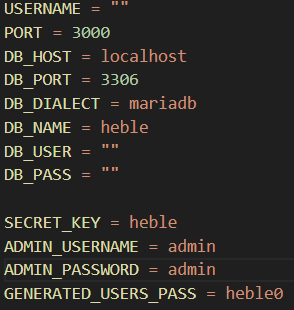 USERNAME = ""
PORT = 3000
DB_HOST = localhost
DB_PORT = 3306
DB_DIALECT = mariadb
DB_NAME = heble
DB_USER = ""
DB_PASS = ""
SECRET_KEY = heble
ADMIN_USERNAME = admin
ADMIN_PASSWORD = admin
GENERATED_USERS_PASS = heble0